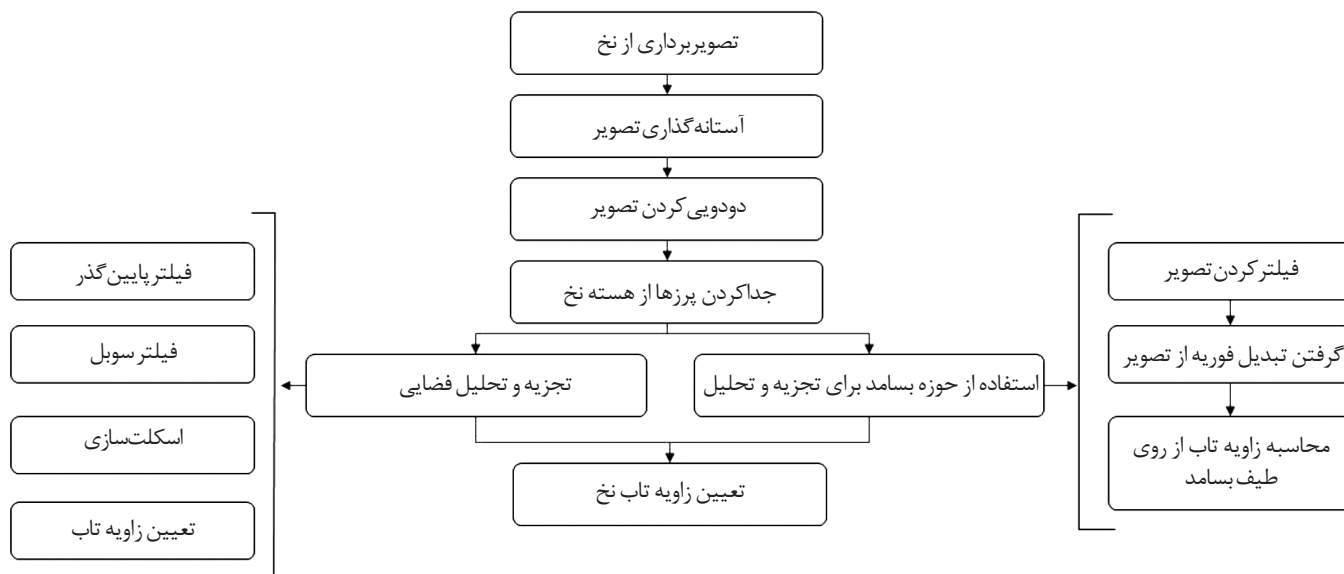 تصویربرداری از نخ
آستانه‌گذاری تصویر
دودویی کردن تصویر
جداکردن پرزها از هسته نخ
استفاده از حوزه بسامد برای تجزیه و تحلیل
فیلتر کردن تصویر
گرفتن تبدیل فوریه از تصویر
محاسبه زاویه تاب از روی
طیف بسامد
تجزیه و تحلیل فضایی
فیلتر پایین گذر
فیلتر سوبل
اسکلت‌سازی
تعیین زاویه تاب
تعیین زاویه تاب نخ